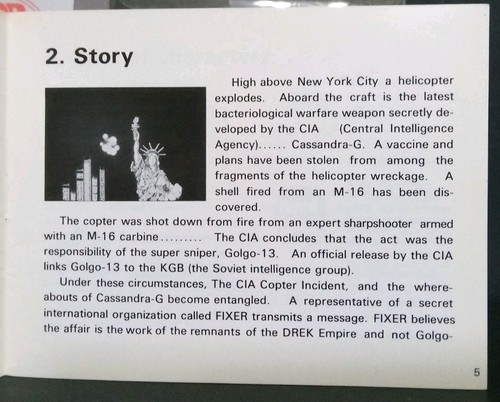 2. Story
High above New York City a helicopter
explodes. Aboard the craft is the latest
bacteriological warfare weapon secretly de-
veloped by the CIA (Central Intelligence
Agency)...... Cassandra-G. A vaccine and
plans have been stolen from among the
fragments of the helicopter wreckage. A
shell fired from an M-16 has been dis-
covered.
The copter was shot down from fire from an expert sharpshooter armed
with an M-16 carbine......... The CIA concludes that the act was the
responsibility of the super sniper, Golgo-13. An official release by the CIA
links Golgo-13 to the KGB (the Soviet intelligence group).
Under these circumstances, The CIA Copter Incident, and the where-
abouts of Cassandra-G become entangled. A representative of a secret
international organization called FIXER transmits a message. FIXER believes
the affair is the work of the remnants of the DREK Empire and not Golgo-
5